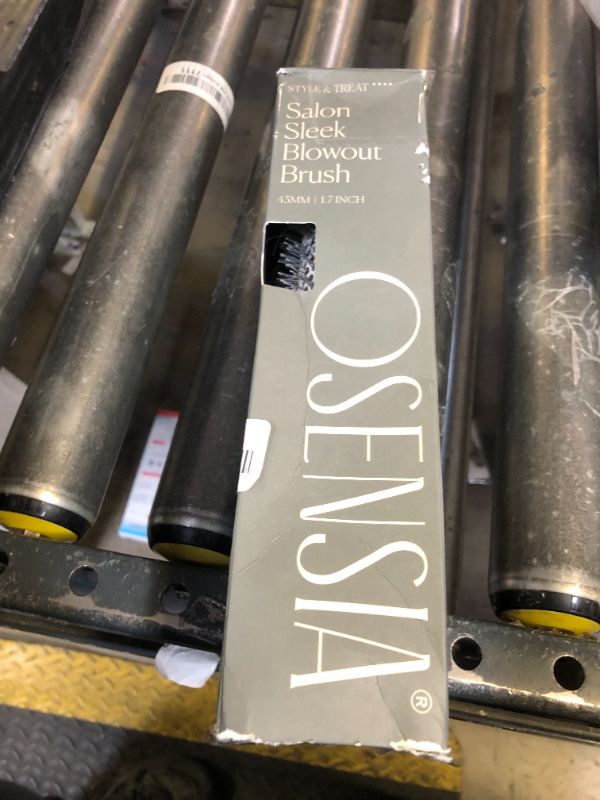 STYLE & TREAT ••••
Salon
Sleek
Blowout
Brush
43MM | 1.7 INCH
OSENSIA®